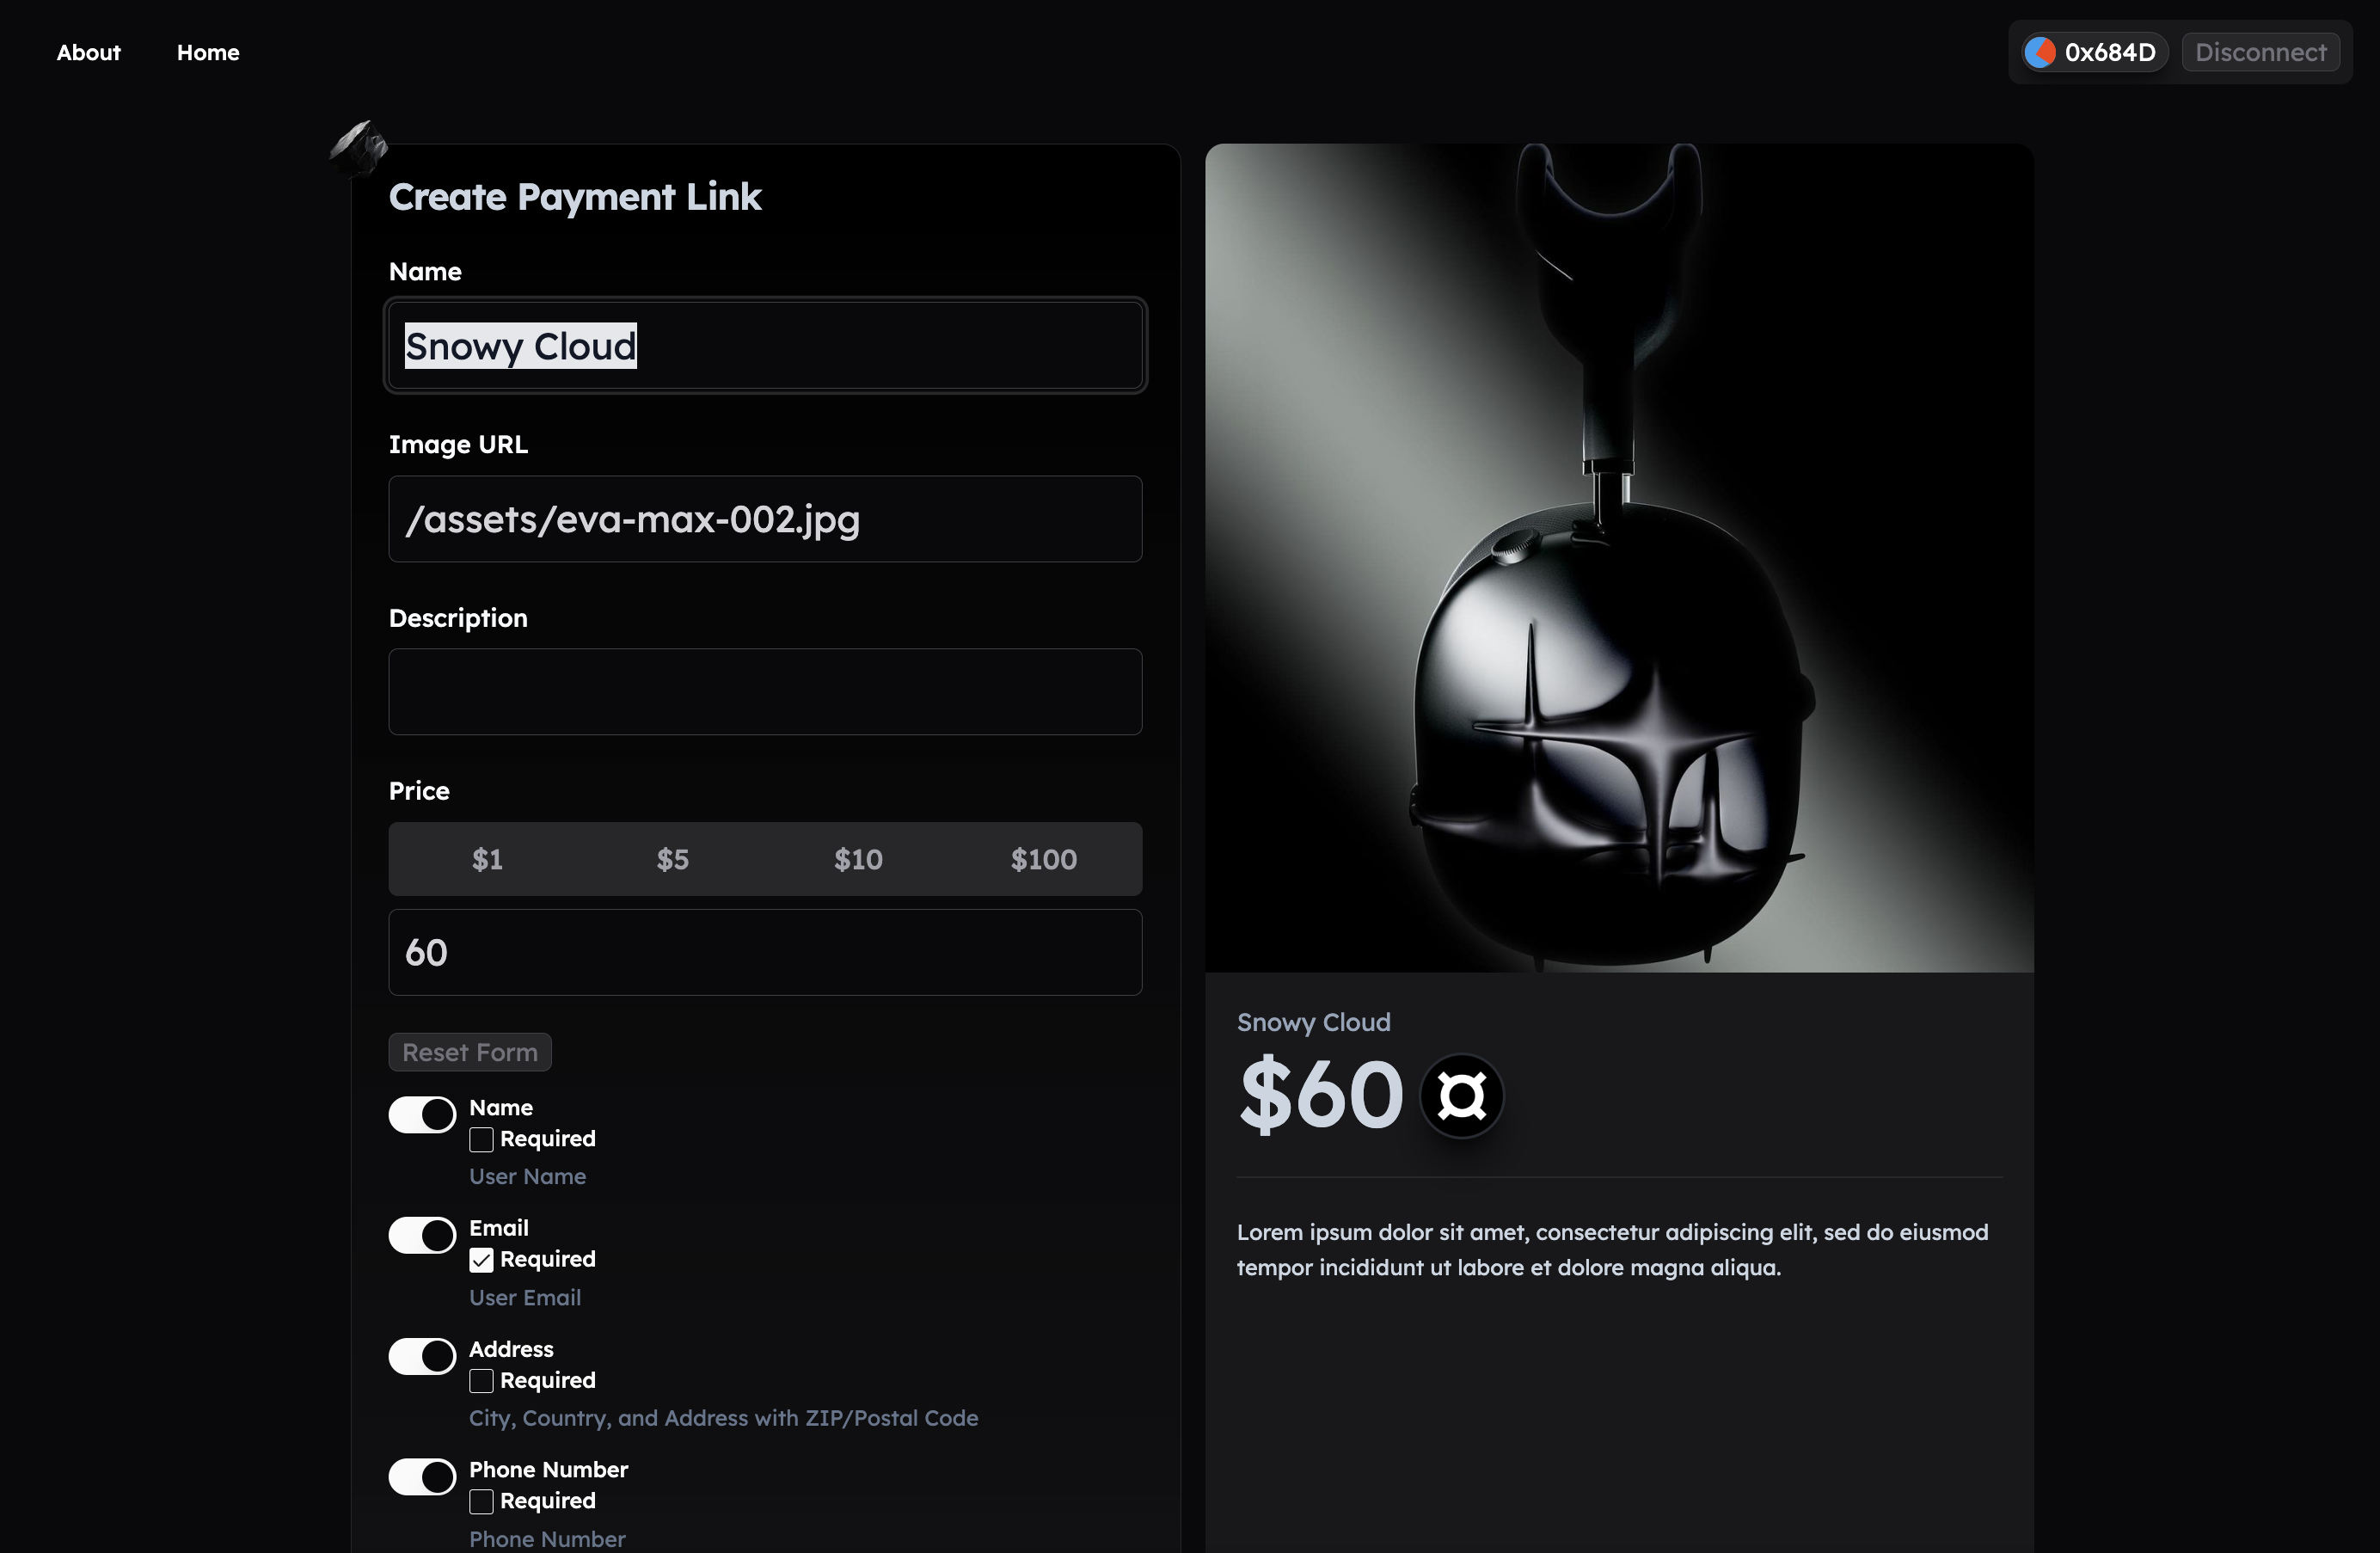 About
Home
0x684D
Disconnect
Create Payment Link
Name
Snowy Cloud
Image URL
/assets/eva-max-002.jpg
Description
Price
$1
$5
$10
$100
60
Reset Form
Name
Required
User Name
Email
Required
User Email
Address
Required
City, Country, and Address with ZIP/Postal Code
Phone Number
Required
Phone Number
Snowy Cloud
$60
Lorem ipsum dolor sit amet, consectetur adipiscing elit, sed do eiusmod
tempor incididunt ut labore et dolore magna aliqua.